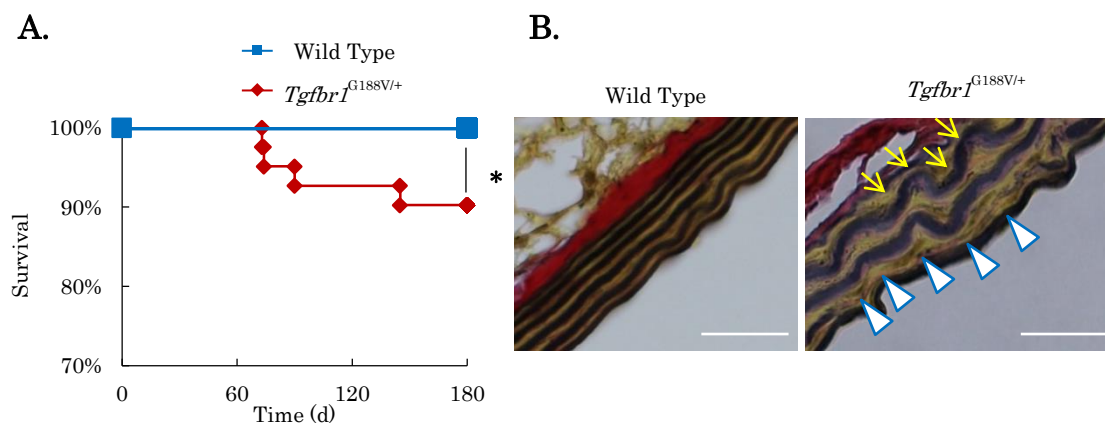 A.
Wild Type
Tgfbr1G188V/+
100%
90%
80%
70%
Survival
0 60 120 180
Time (d)
*
B.
Wild Type
Tgfbr1G188V/+